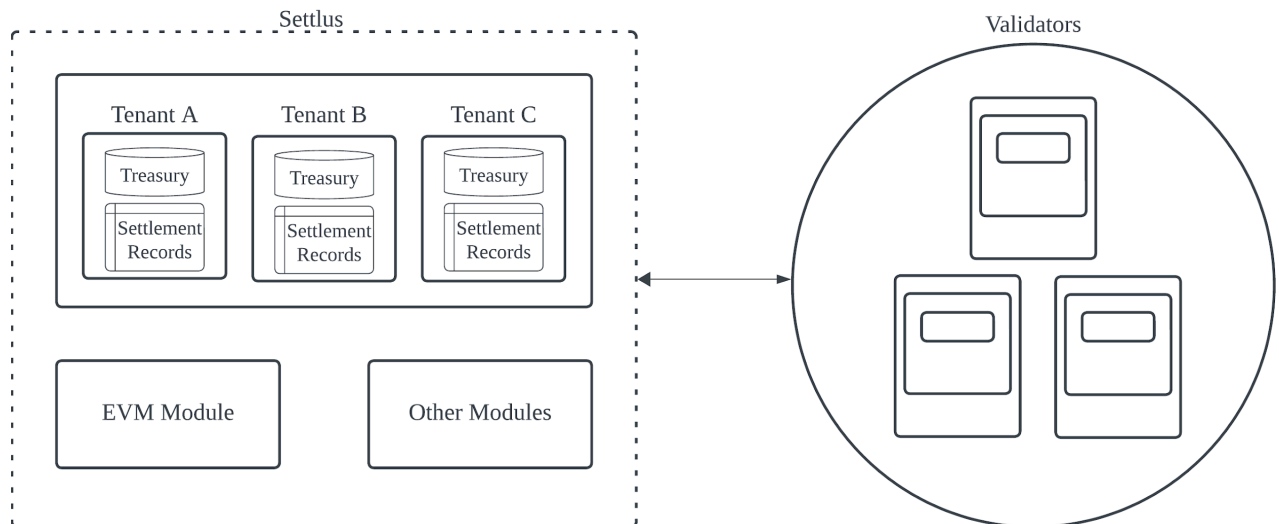 Settlus
Validators
Tenant A
Tenant B
Tenant C
Treasury
Treasury
Treasury
Settlement
Records
Settlement
Records
Settlement
Records
EVM Module
Other Modules